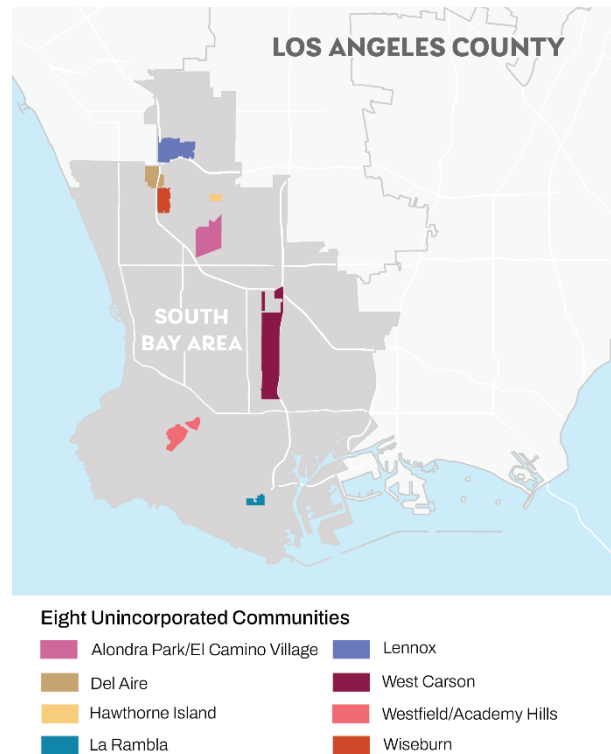 LOS ANGELES COUNTY
SOUTH
BAY AREA
Eight Unincorporated Communities
Alondra Park/El Camino Village
Lennox
Del Aire
West Carson
Hawthorne Island
Westfield/Academy Hills
La Rambla
Wiseburn